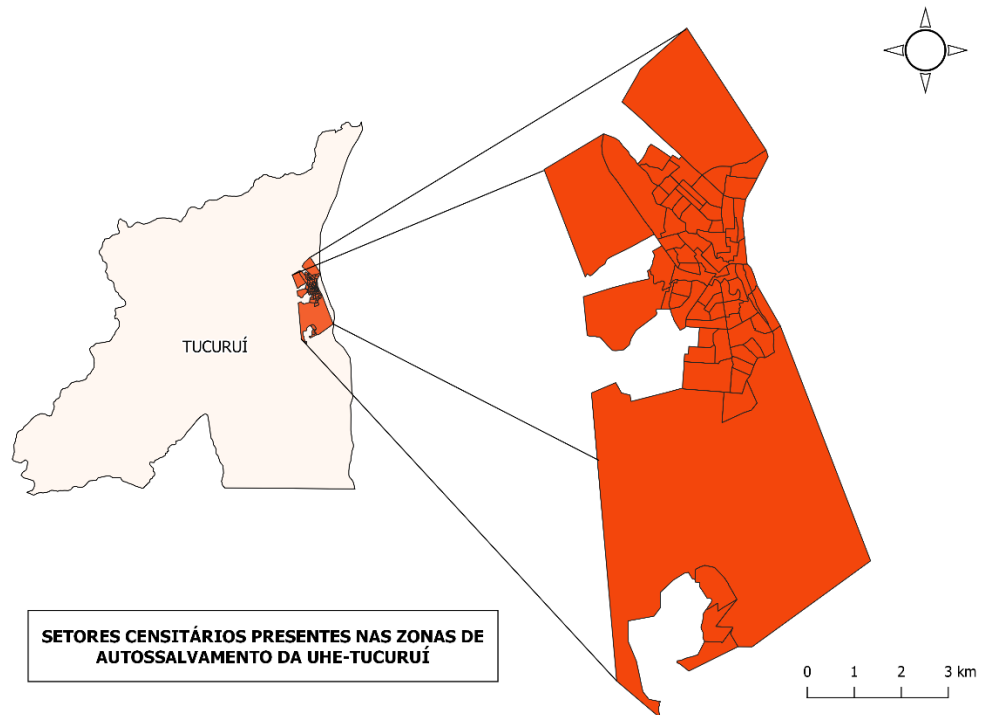 TUCURUÍ
SETORES CENSITÁRIOS PRESENTES NAS ZONAS DE
AUTOSSALVAMENTO DA UHE-TUCURUÍ
0 1 2 3 km